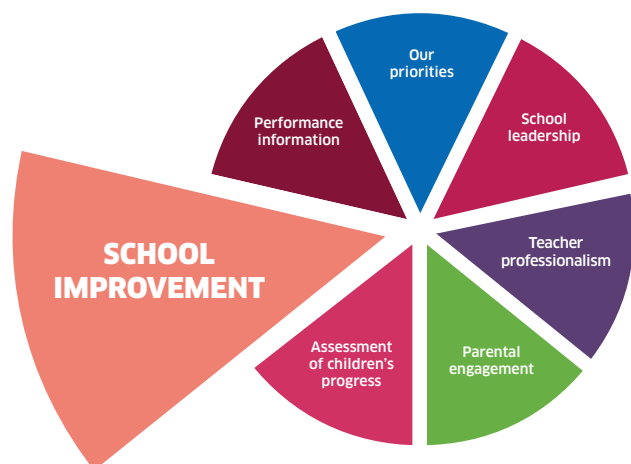 Our
priorities
School
leadership
Teacher
professionalism
Parental
engagement
Assessment
of children's
progress
SCHOOL
IMPROVEMENT
Performance
information